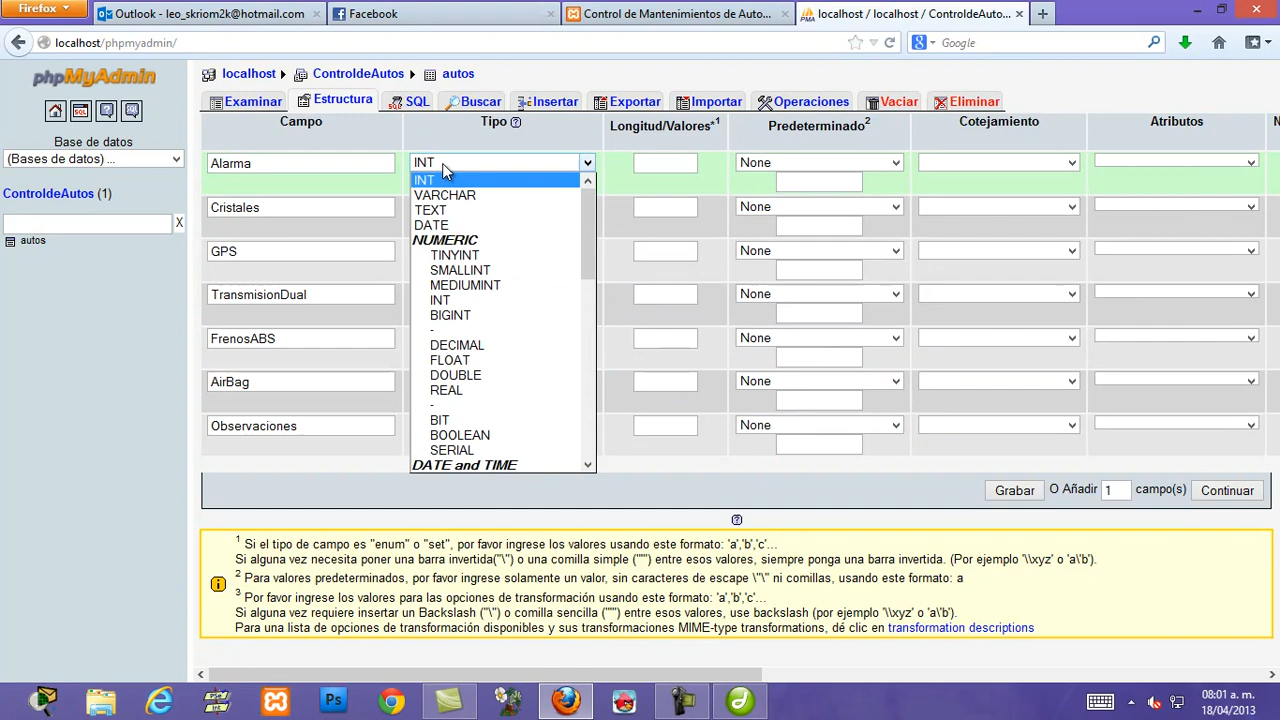 Firefox
Outlook - leo_skriom2k@hotmail.com
Facebook
Control de Mantenimientos de Auto...
localhost / localhost / ControldeAuto...
localhost/phpmyadmin/
Google
phpMyAdmin
Base de datos
(Bases de datos) ...
ControldeAutos (1)
X
autos
localhost
ControldeAutos
autos
Examinar
Estructura
SQL
Buscar
Insertar
Exportar
Importar
Operaciones
Vaciar
Eliminar
Campo
Tipo
Longitud/Valores*1
Predeterminado2
Cotejamiento
Atributos
N
Alarma
INT
None
Cristales
None
GPS
None
TransmisionDual
None
FrenosABS
None
AirBag
None
Observaciones
None
INT
VARCHAR
TEXT
DATE
NUMERIC
TINYINT
SMALLINT
MEDIUMINT
INT
BIGINT
-
DECIMAL
FLOAT
DOUBLE
REAL
-
BIT
BOOLEAN
SERIAL
DATE and TIME
Grabar
O Añadir 1 campo(s)
Continuar
1 Si el tipo de campo es "enum" o "set", por favor ingrese los valores usando este formato: 'a','b','c'...
Si alguna vez necesita poner una barra invertida("\") o una comilla simple ("'") entre esos valores, siempre ponga una barra invertida. (Por ejemplo '\\xyz' o 'a\'b').
2 Para valores predeterminados, por favor ingrese solamente un valor, sin caracteres de escape \"\" ni comillas, usando este formato: a
3 Por favor ingrese los valores para las opciones de transformación usando este formato: 'a','b','c'...
Si alguna vez requiere insertar un Backslash ("\") o comilla sencilla ("'") entre esos valores, use backslash (por ejemplo '\\xyz' o 'a\'b').
Para una lista de opciones de transformación disponibles y sus transformaciones MIME-type transformations, dé clic en transformation descriptions
Ps
08:01 a. m.
18/04/2013